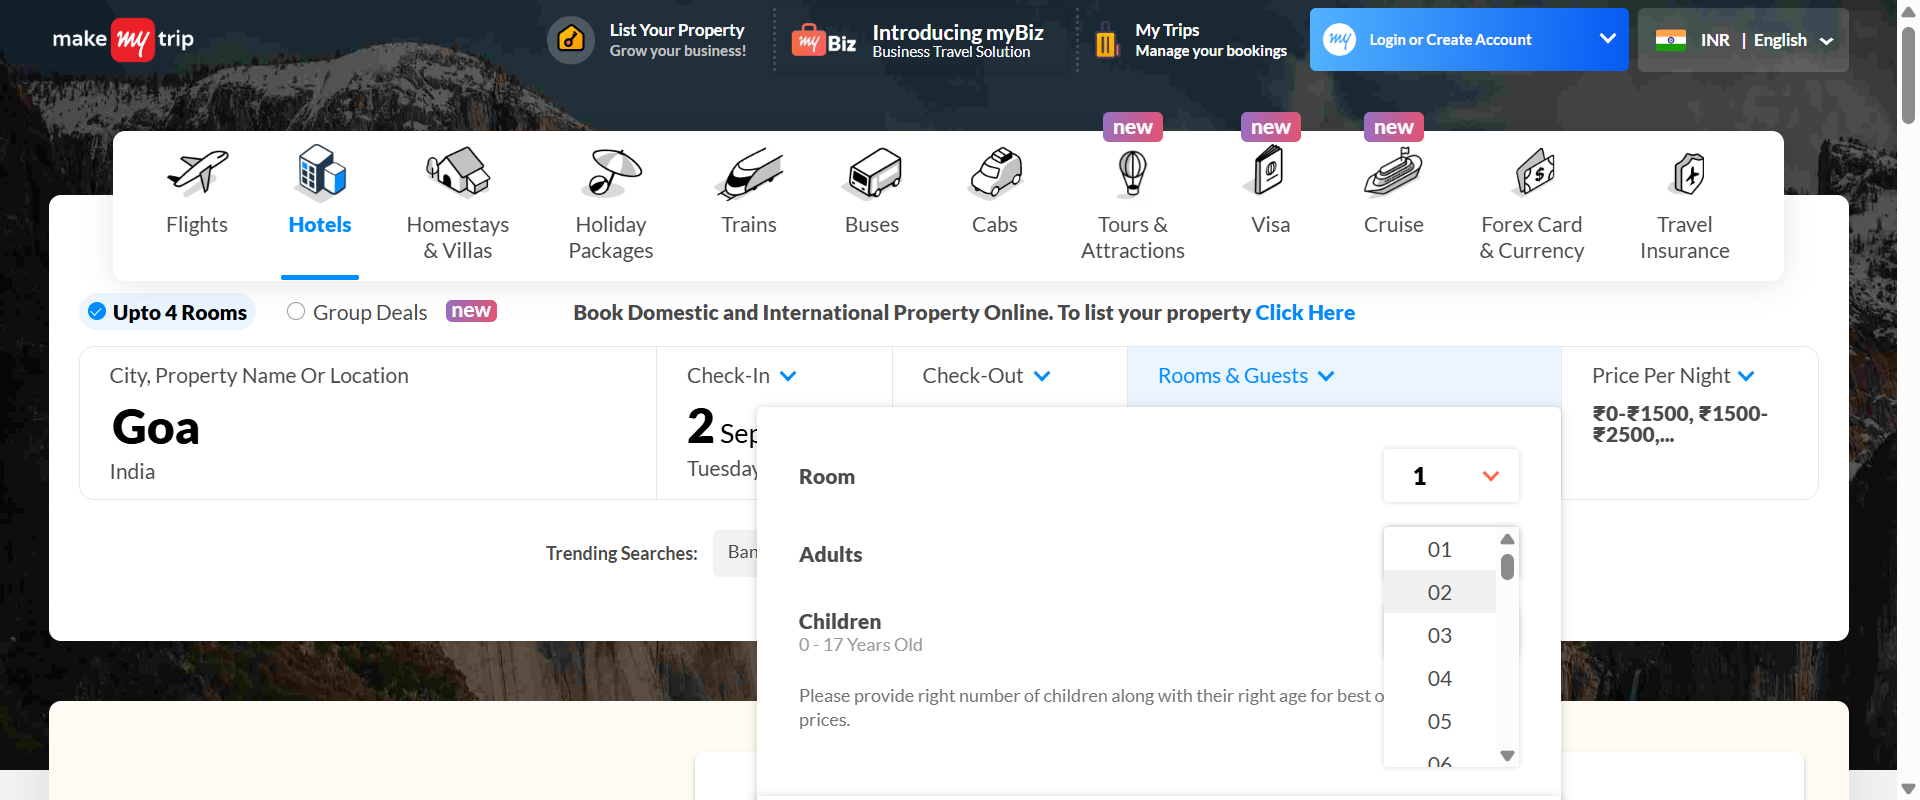 make my trip
List Your Property
Grow your business!
my Biz
Introducing myBiz
Business Travel Solution
My Trips
Manage your bookings
my
Login or Create Account
INR | English
new
new
new
Flights
Hotels
Homestays
& Villas
Holiday
Packages
Trains
Buses
Cabs
Tours &
Attractions
Visa
Cruise
Forex Card
& Currency
Travel
Insurance
Upto 4 Rooms
Group Deals
new
Book Domestic and International Property Online. To list your property Click Here
City, Property Name Or Location
Goa
India
Check-In
2 Sep
Tuesday
Check-Out
Rooms & Guests
Price Per Night
₹0-₹1500, ₹1500-
₹2500,...
Trending Searches:
Ban
Room
1
Adults
Children
0 - 17 Years Old
Please provide right number of children along with their right age for best o
prices.
01
02
03
04
05
06